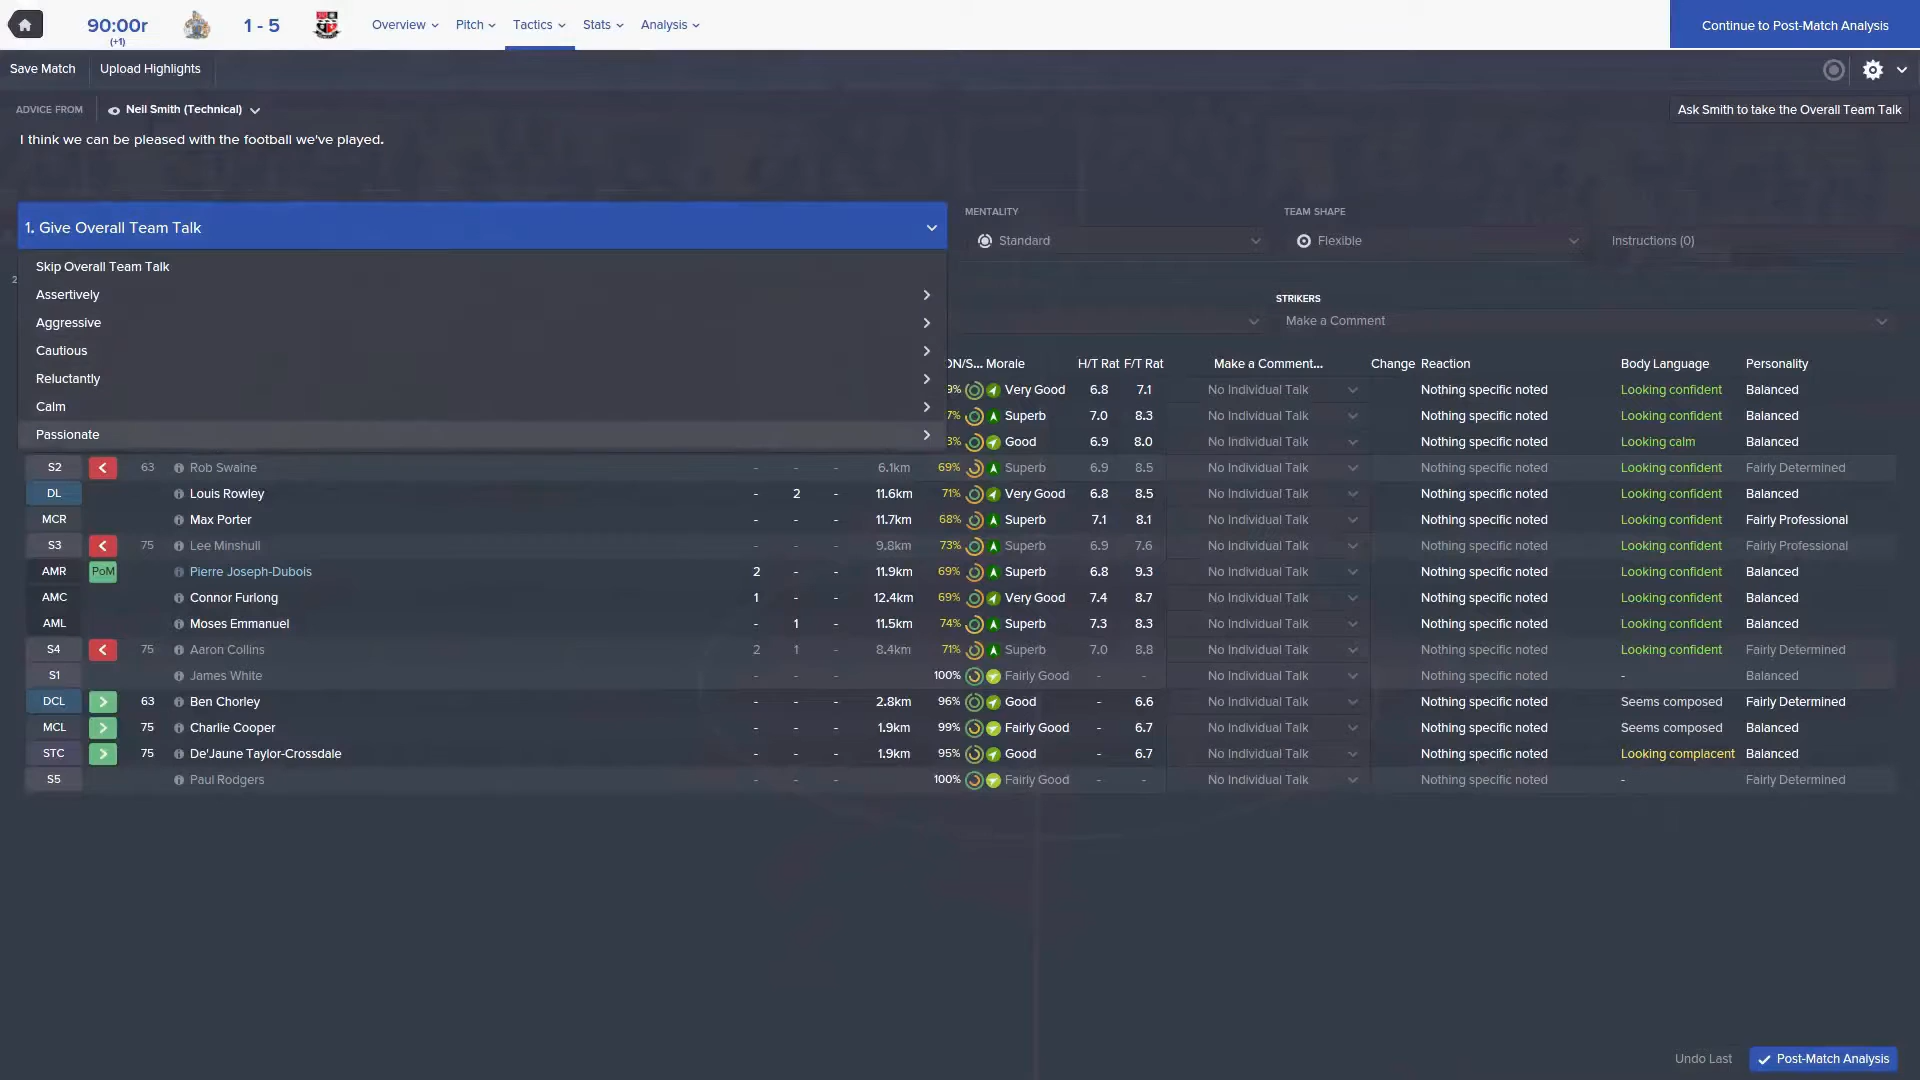 90:00r
(+1)
1 - 5
Overview Pitch Tactics Stats Analysis
Continue to Post-Match Analysis
Save Match Upload Highlights
ADVICE FROM Neil Smith (Technical)
Ask Smith to take the Overall Team Talk
I think we can be pleased with the football we've played.
1. Give Overall Team Talk
MENTALITY TEAM SHAPE
Standard Flexible Instructions (0)
Skip Overall Team Talk
2
Assertively
STRIKERS
Aggressive
Make a Comment
Cautious
ON/S... Morale H/T Rat F/T Rat Make a Comment... Change Reaction Body Language Personality
Reluctantly
9% Very Good 6.8 7.1 No Individual Talk Nothing specific noted Looking confident Balanced
Calm
7% Superb 7.0 8.3 No Individual Talk Nothing specific noted Looking confident Balanced
Passionate
3% Good 6.9 8.0 No Individual Talk Nothing specific noted Looking calm Balanced
S2 63 Rob Swaine - - - 6.1km 69% Superb 6.9 8.5 No Individual Talk Nothing specific noted Looking confident Fairly Determined
DL Louis Rowley - 2 - 11.6km 71% Very Good 6.8 8.5 No Individual Talk Nothing specific noted Looking confident Balanced
MCR Max Porter - - - 11.7km 68% Superb 7.1 8.1 No Individual Talk Nothing specific noted Looking confident Fairly Professional
S3 75 Lee Minshull - - - 9.8km 73% Superb 6.9 7.6 No Individual Talk Nothing specific noted Looking confident Fairly Professional
AMR PoM Pierre Joseph-Dubois 2 - - 11.9km 69% Superb 6.8 9.3 No Individual Talk Nothing specific noted Looking confident Balanced
AMC Connor Furlong 1 - - 12.4km 69% Very Good 7.4 8.7 No Individual Talk Nothing specific noted Looking confident Balanced
AML Moses Emmanuel - 1 - 11.5km 74% Superb 7.3 8.3 No Individual Talk Nothing specific noted Looking confident Balanced
S4 75 Aaron Collins 2 1 - 8.4km 71% Superb 7.0 8.8 No Individual Talk Nothing specific noted Looking confident Fairly Determined
S1 James White - - - 100% Fairly Good - - No Individual Talk Nothing specific noted - Balanced
DCL 63 Ben Chorley - - - 2.8km 96% Good - 6.6 No Individual Talk Nothing specific noted Seems composed Fairly Determined
MCL 75 Charlie Cooper - - - 1.9km 99% Fairly Good - 6.7 No Individual Talk Nothing specific noted Seems composed Balanced
STC 75 De'Jaune Taylor-Crossdale - - - 1.9km 95% Good - 6.7 No Individual Talk Nothing specific noted Looking complacent Balanced
S5 Paul Rodgers - - - 100% Fairly Good - - No Individual Talk Nothing specific noted - Fairly Determined
Undo Last Post-Match Analysis